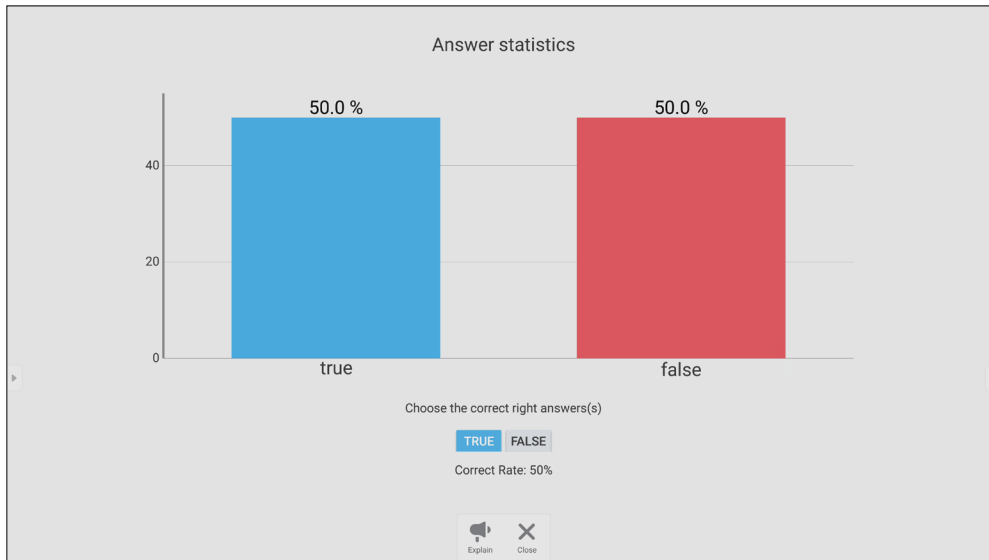 Answer statistics
50.0 % 50.0 %
40
20
0
true false
Choose the correct right answers(s)
TRUE FALSE
Correct Rate: 50%
Explain Close